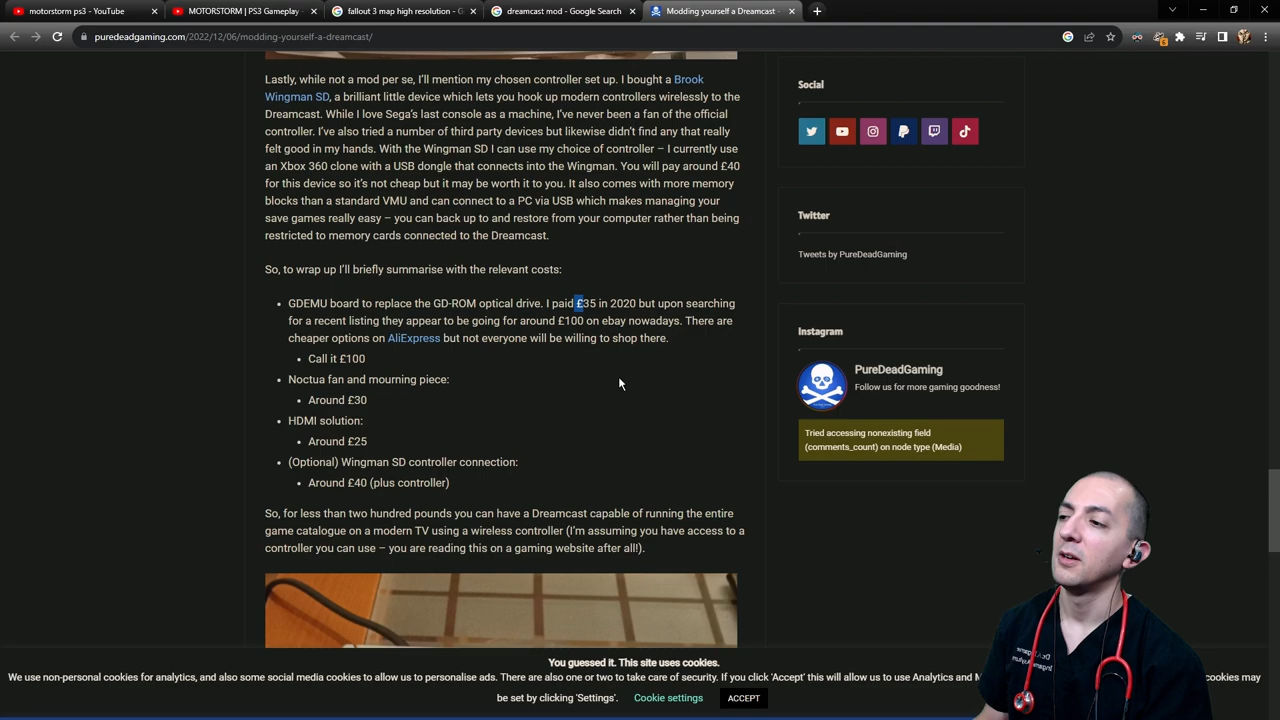 motorstorm ps3 - YouTube
MOTORSTORM | PS3 Gameplay -
fallout 3 map high resolution - G
dreamcast mod - Google Search
Modding yourself a Dreamcast -
puredeadgaming.com/2022/12/06/modding-yourself-a-dreamcast/
Lastly, while not a mod per se, I'll mention my chosen controller set up. I bought a Brook
Wingman SD, a brilliant little device which lets you hook up modern controllers wirelessly to the
Dreamcast. While I love Sega's last console as a machine, I've never been a fan of the official
controller. I've also tried a number of third party devices but likewise didn't find any that really
felt good in my hands. With the Wingman SD I can use my choice of controller – I currently use
an Xbox 360 clone with a USB dongle that connects into the Wingman. You will pay around £40
for this device so it's not cheap but it may be worth it to you. It also comes with more memory
blocks than a standard VMU and can connect to a PC via USB which makes managing your
save games really easy – you can back up to and restore from your computer rather than being
restricted to memory cards connected to the Dreamcast.
So, to wrap up I'll briefly summarise with the relevant costs:
• GDEMU board to replace the GD-ROM optical drive. I paid £35 in 2020 but upon searching
for a recent listing they appear to be going for around £100 on ebay nowadays. There are
cheaper options on AliExpress but not everyone will be willing to shop there.
• Call it £100
• Noctua fan and mourning piece:
• Around £30
• HDMI solution:
• Around £25
• (Optional) Wingman SD controller connection:
• Around £40 (plus controller)
So, for less than two hundred pounds you can have a Dreamcast capable of running the entire
game catalogue on a modern TV using a wireless controller (I'm assuming you have access to a
controller you can use – you are reading this on a gaming website after all!).
Social
Twitter
Tweets by PureDeadGaming
Instagram
PureDeadGaming
Follow us for more gaming goodness!
Tried accessing nonexisting field
(comments_count) on node type (Media)
You guessed it. This site uses cookies.
We use non-personal cookies for analytics, and also some social media cookies to allow us to personalise ads. There are also one or two to take care of security. If you click 'Accept' this will allow us to use Analytics and M
cookies may
be set by clicking 'Settings'.
Cookie settings
ACCEPT